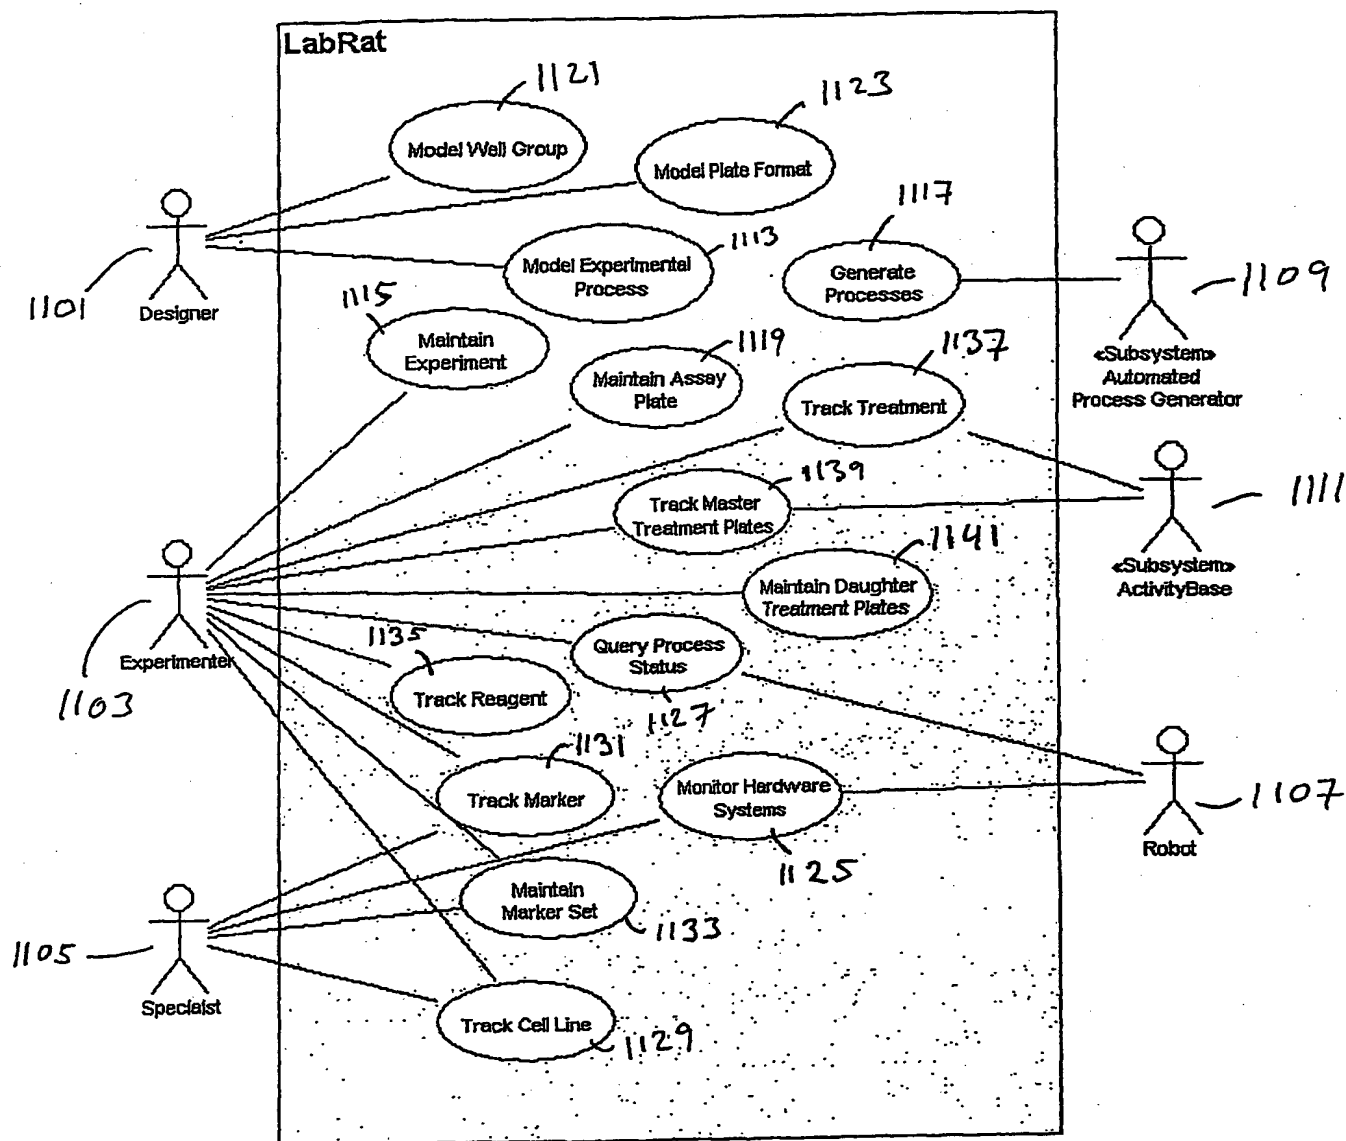 LabRat
1121
1123
Model Well Group
Model Plate Format
1117
1113
Model Experimental
Process
Generate
Processes
1101
Designer
1109
1115
Maintain
Experiment
1119
Maintain Assay
Plate
1137
Track Treatment
«Subsystem»
Automated
Process Generator
1139
Track Master
Treatment Plates
1111
1141
Maintain Daughter
Treatment Plates
«Subsystem»
ActivityBase
Experimenter
1103
1135
Track Reagent
Query Process
Status
1127
1131
Track Marker
Monitor Hardware
Systems
1125
1107
Robot
Maintain
Marker Set
1133
1105
Specialist
Track Cell Line
1129